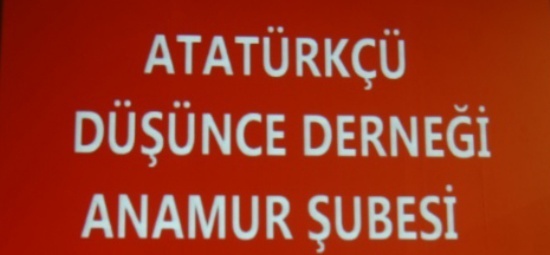 ATATÜRKÇÜ
DÜŞÜNCE DERNEĞİ
ANAMUR ŞUBESİ